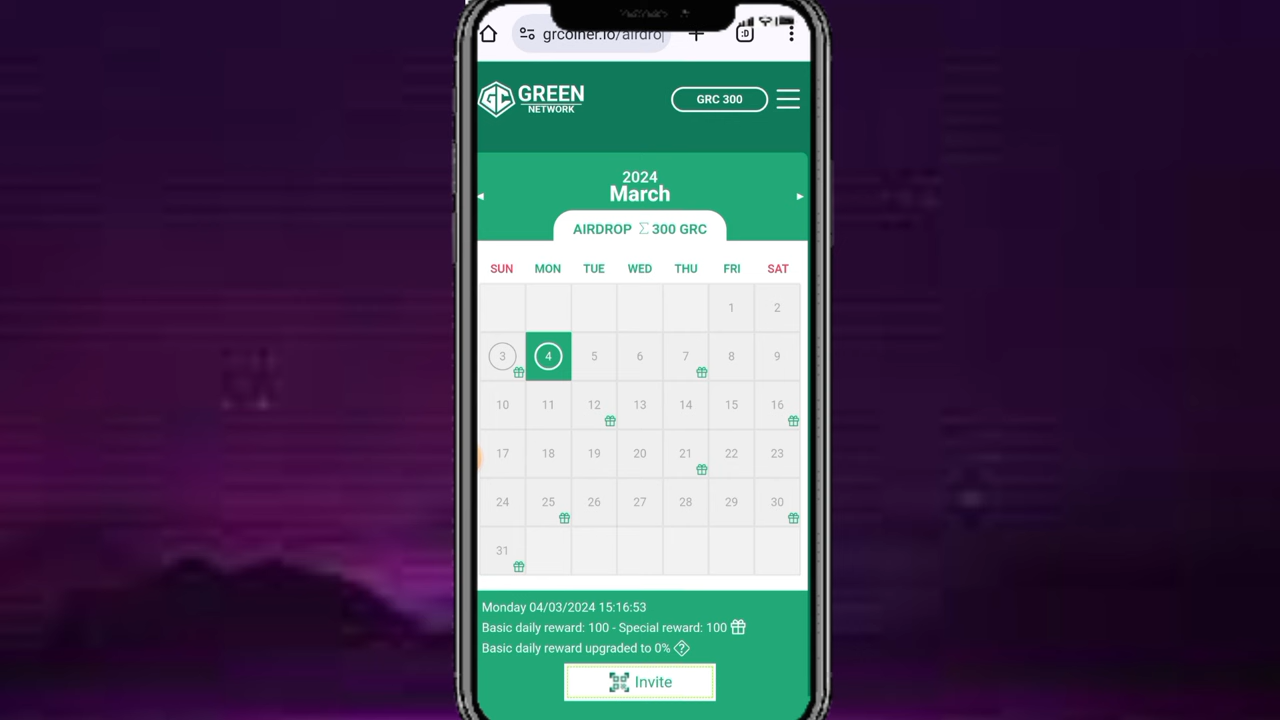 grcoiner.io/airdro
:D
GC GREEN
NETWORK
GRC 300
2024
March
AIRDROP Σ300 GRC
SUN MON TUE WED THU FRI SAT
1 2
3 4 5 6 7 8 9
10 11 12 13 14 15 16
17 18 19 20 21 22 23
24 25 26 27 28 29 30
31
Monday 04/03/2024 15:16:53
Basic daily reward: 100 - Special reward: 100
Basic daily reward upgraded to 0% ?
Invite